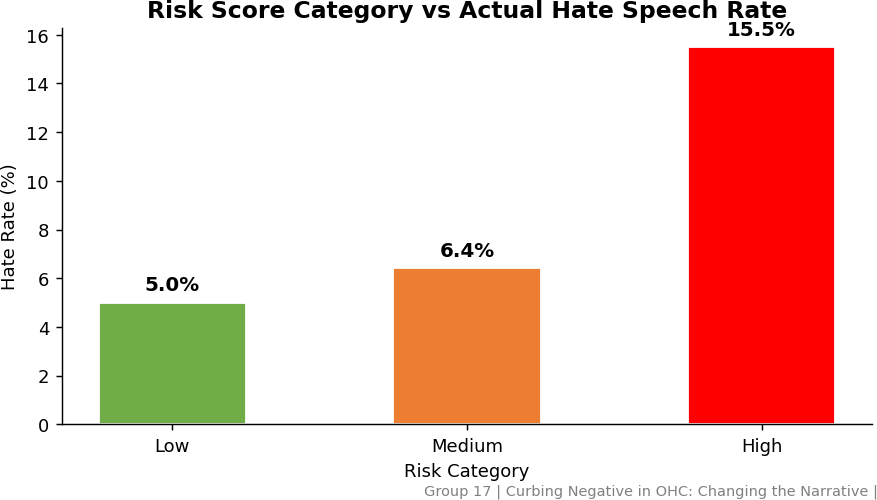 Risk Score Category vs Actual Hate Speech Rate
16
14
12
10
8
6
4
2
0
Hate Rate (%)
5.0%
6.4%
15.5%
Low
Medium
High
Risk Category
Group 17 | Curbing Negative in OHC: Changing the Narrative |